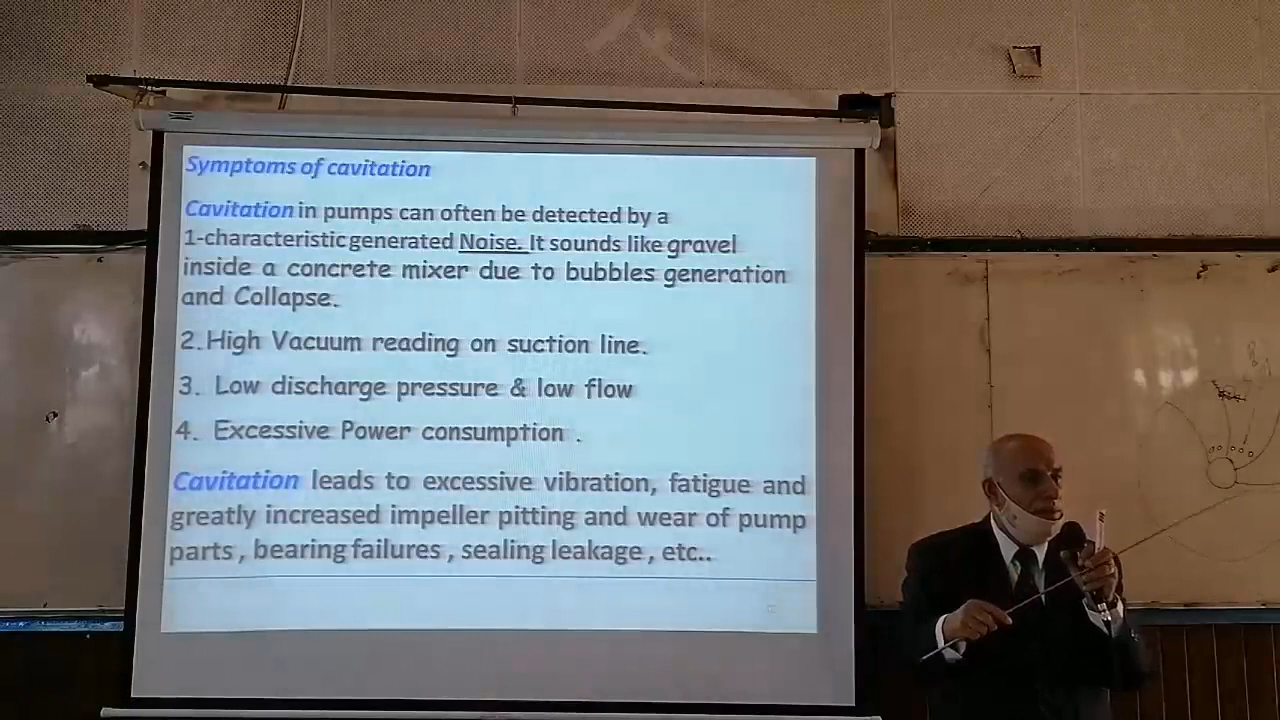 Symptoms of cavitation
Cavitation in pumps can often be detected by a
1-characteristic generated Noise. It sounds like gravel
inside a concrete mixer due to bubbles generation
and Collapse.
2.High Vacuum reading on suction line.
3. Low discharge pressure & low flow
4. Excessive Power consumption .
Cavitation leads to excessive vibration, fatigue and
greatly increased impeller pitting and wear of pump
parts , bearing failures , sealing leakage , etc..